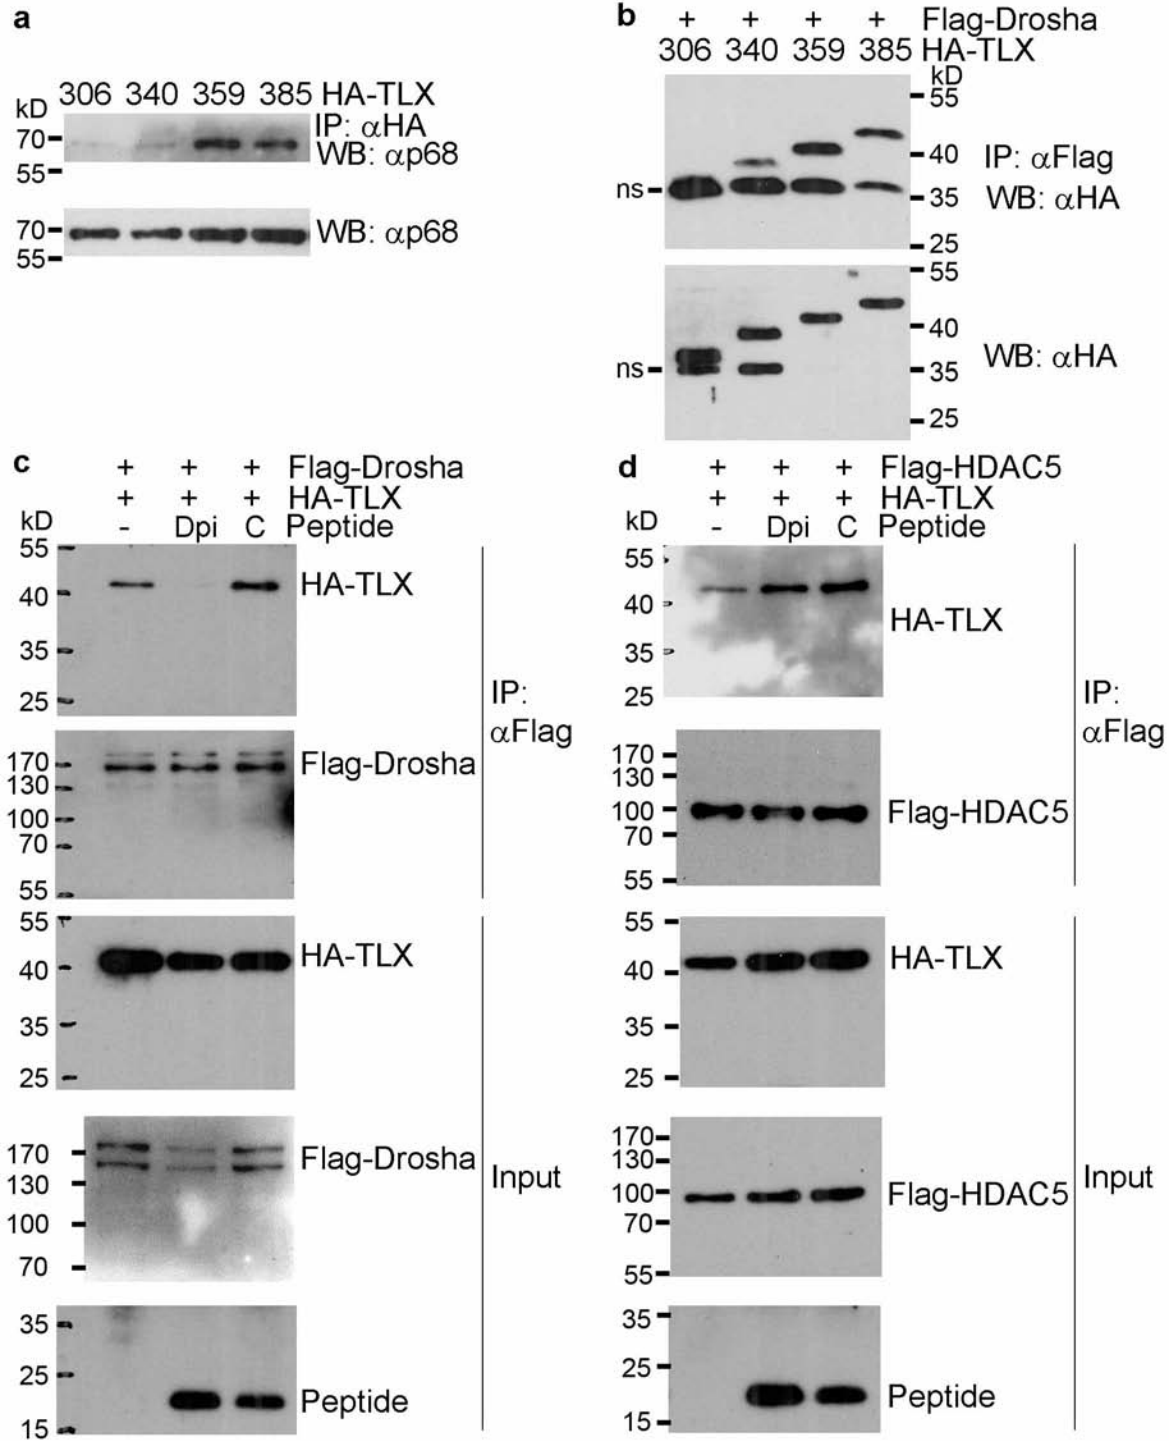 a
306 340 359 385 HA-TLX
kD
IP: αHA
70
WB: αp68
55
70
WB: αp68
55
b
+ + + + Flag-Drosha
306 340 359 385 HA-TLX
kD
55
40
IP: αFlag
ns
35
WB: αHA
25
55
40
WB: αHA
ns
35
25
c
+ + + Flag-Drosha
+ + + HA-TLX
kD
- Dpi C Peptide
55
HA-TLX
40
35
25
IP:
αFlag
170
Flag-Drosha
130
100
70
55
55
HA-TLX
40
35
25
170
Flag-Drosha
130
100
70
Input
35
25
Peptide
15
d
+ + + Flag-HDAC5
+ + + HA-TLX
kD
- Dpi C Peptide
55
40
HA-TLX
35
25
IP:
αFlag
170
130
100
Flag-HDAC5
70
55
55
HA-TLX
40
35
25
170
130
100
Flag-HDAC5
70
55
Input
35
25
Peptide
15